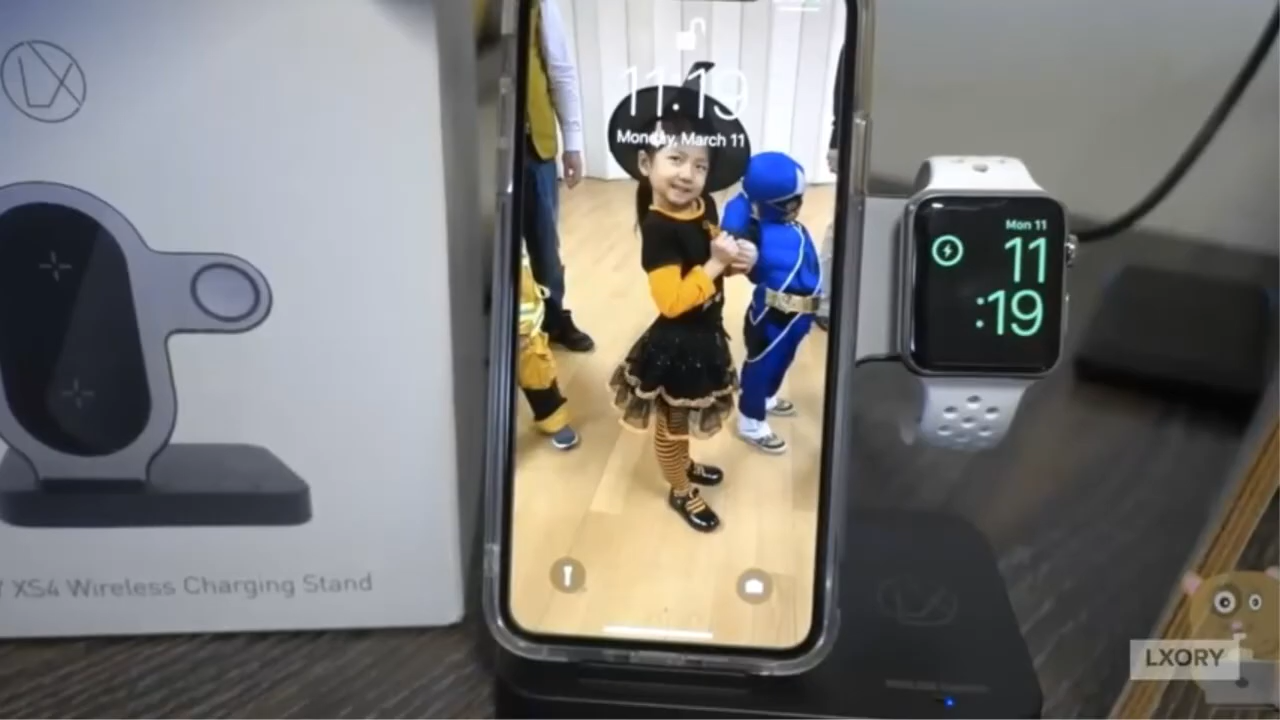 LX
XS4 Wireless Charging Stand
11:19
Monday, March 11
Mon 11
11
:19
LXORY